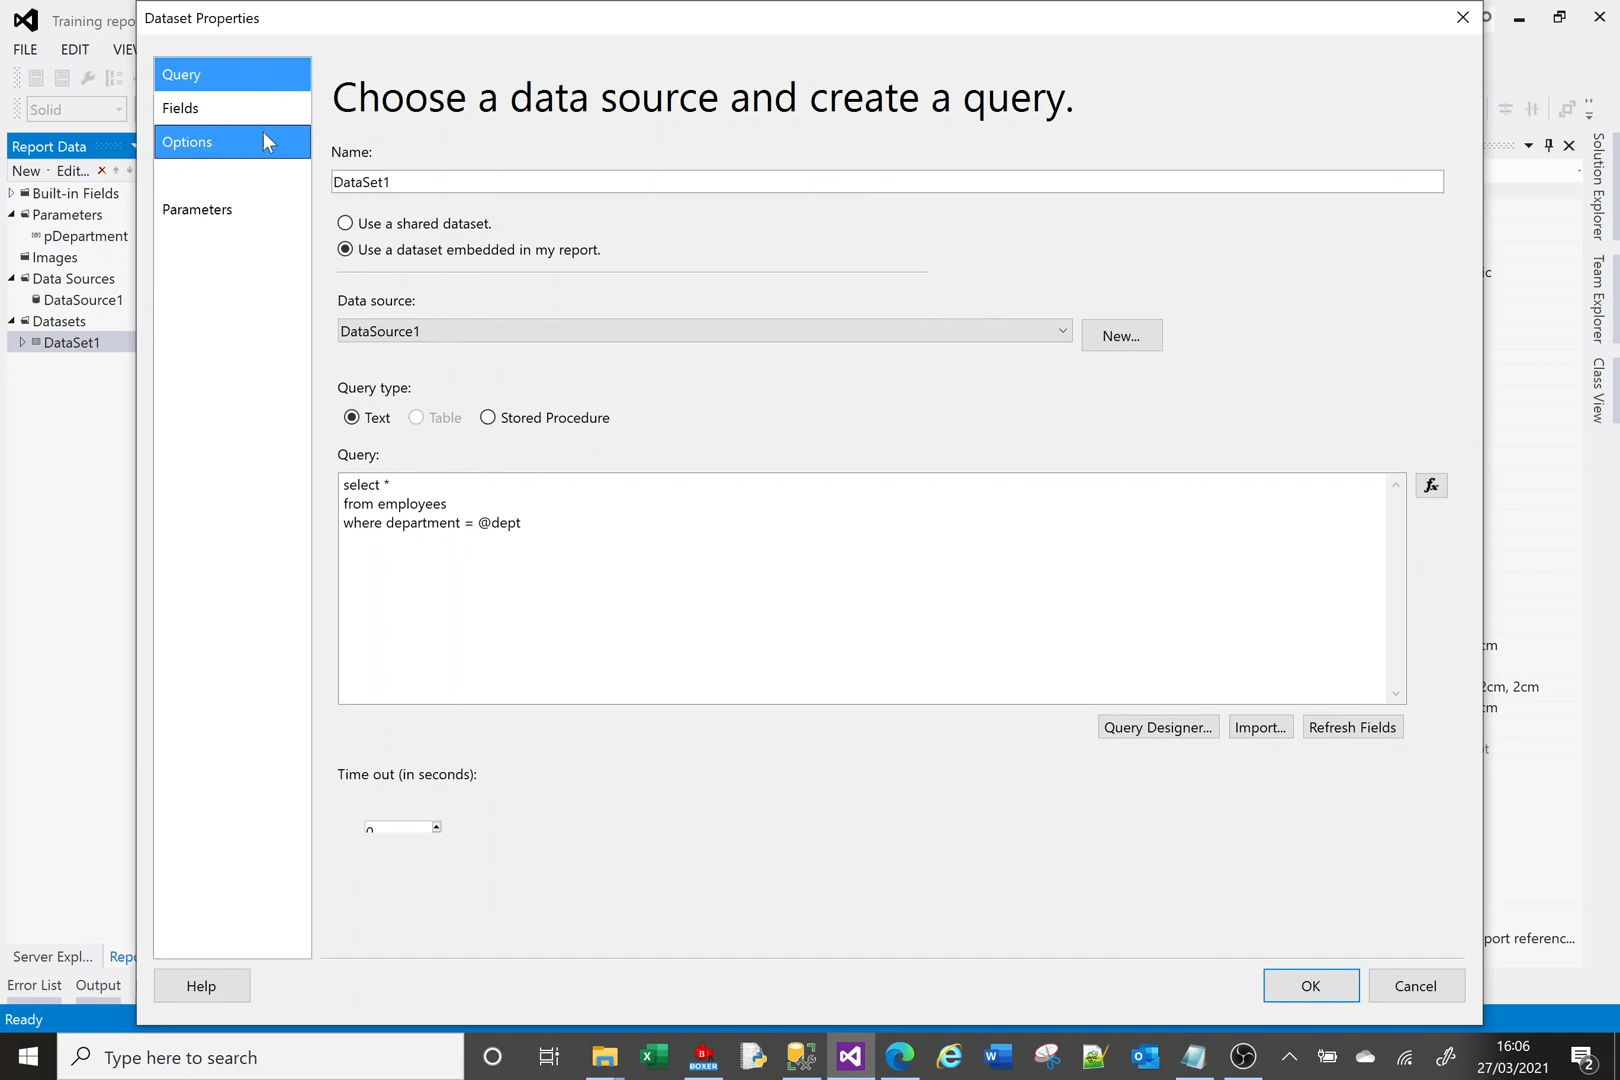 Training repo
Dataset Properties
FILE EDIT VIE
Solid
Report Data
New Edit...
Built-in Fields
Parameters
pDepartment
Images
Data Sources
DataSource1
Datasets
DataSet1
Query
Fields
Options
Parameters
Choose a data source and create a query.
Name:
DataSet1
Use a shared dataset.
Use a dataset embedded in my report.
Data source:
DataSource1
New...
Query type:
Text Table Stored Procedure
Query:
select *
from employees
where department = @dept
fx
Query Designer... Import... Refresh Fields
Time out (in seconds):
0
Help
OK Cancel
Solution Explorer
Team Explorer
Class View
ic
cm
2cm, 2cm
cm
t
port referenc...
Server Expl... Repo
Error List Output
Ready
Type here to search
BOXER
16:06
27/03/2021
2